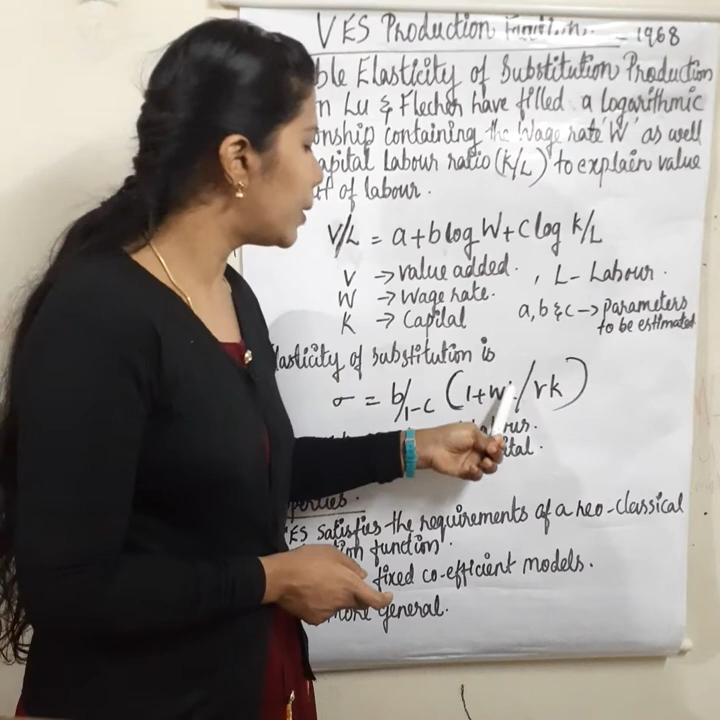 VES Production Function - 1968
ble Elasticity of Substitution Production
n Lu & Flecher have filled a logarithmic
onship containing the Wage rate 'W' as well
apital Labour ratio (K/L) to explain value
of labour.
V/L = a + b log W + C log K/L
V → value added. , L - Labour.
W → Wage rate.
K → Capital
a, b & c → Parameters
to be estimated
lasticity of substitution is
σ = b/1-c (1+w /rk)
our.
ital.
perties.
ES satisfies the requirements of a neo-classical
tion function.
fixed co-efficient models.
more general.